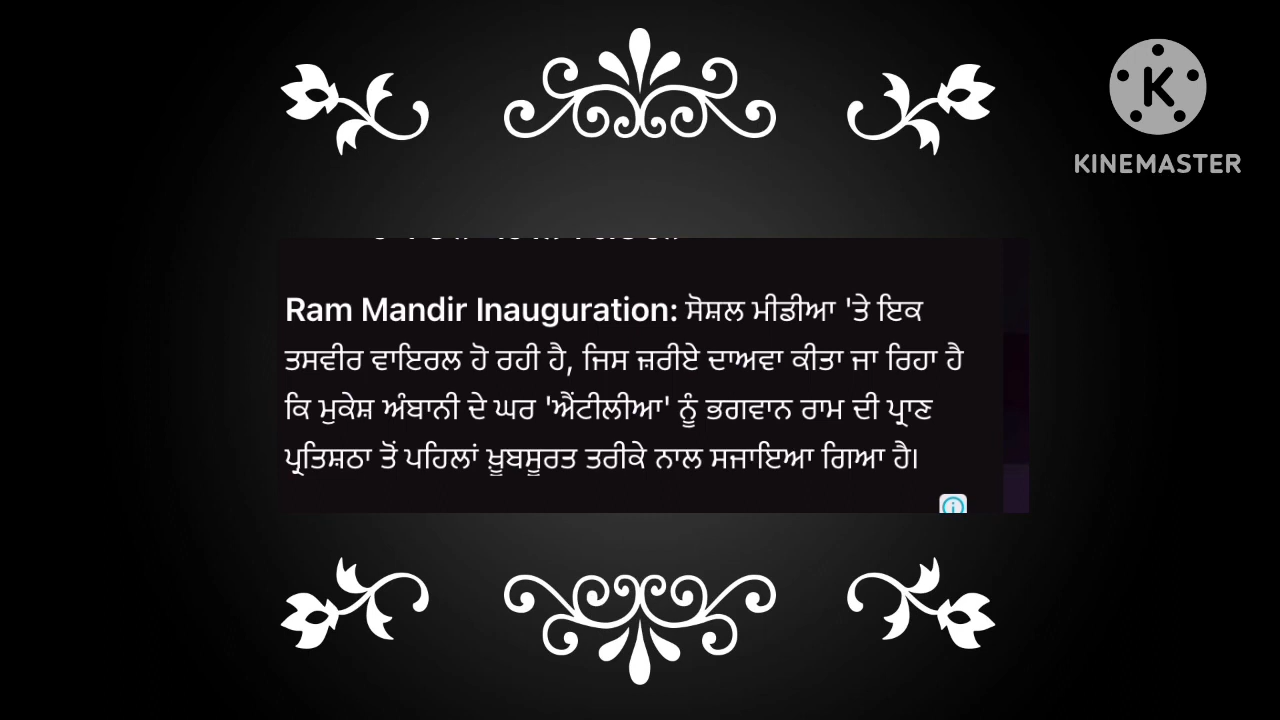 KINEMASTER
Ram Mandir Inauguration: ਸੋਸ਼ਲ ਮੀਡੀਆ 'ਤੇ ਇਕ
ਤਸਵੀਰ ਵਾਇਰਲ ਹੋ ਰਹੀ ਹੈ, ਜਿਸ ਜ਼ਰੀਏ ਦਾਅਵਾ ਕੀਤਾ ਜਾ ਰਿਹਾ ਹੈ
ਕਿ ਮੁਕੇਸ਼ ਅੰਬਾਨੀ ਦੇ ਘਰ 'ਐਂਟੀਲੀਆ' ਨੂੰ ਭਗਵਾਨ ਰਾਮ ਦੀ ਪ੍ਰਾਣ
ਪ੍ਰਤਿਸ਼ਠਾ ਤੋਂ ਪਹਿਲਾਂ ਖ਼ੂਬਸੂਰਤ ਤਰੀਕੇ ਨਾਲ ਸਜਾਇਆ ਗਿਆ ਹੈ।